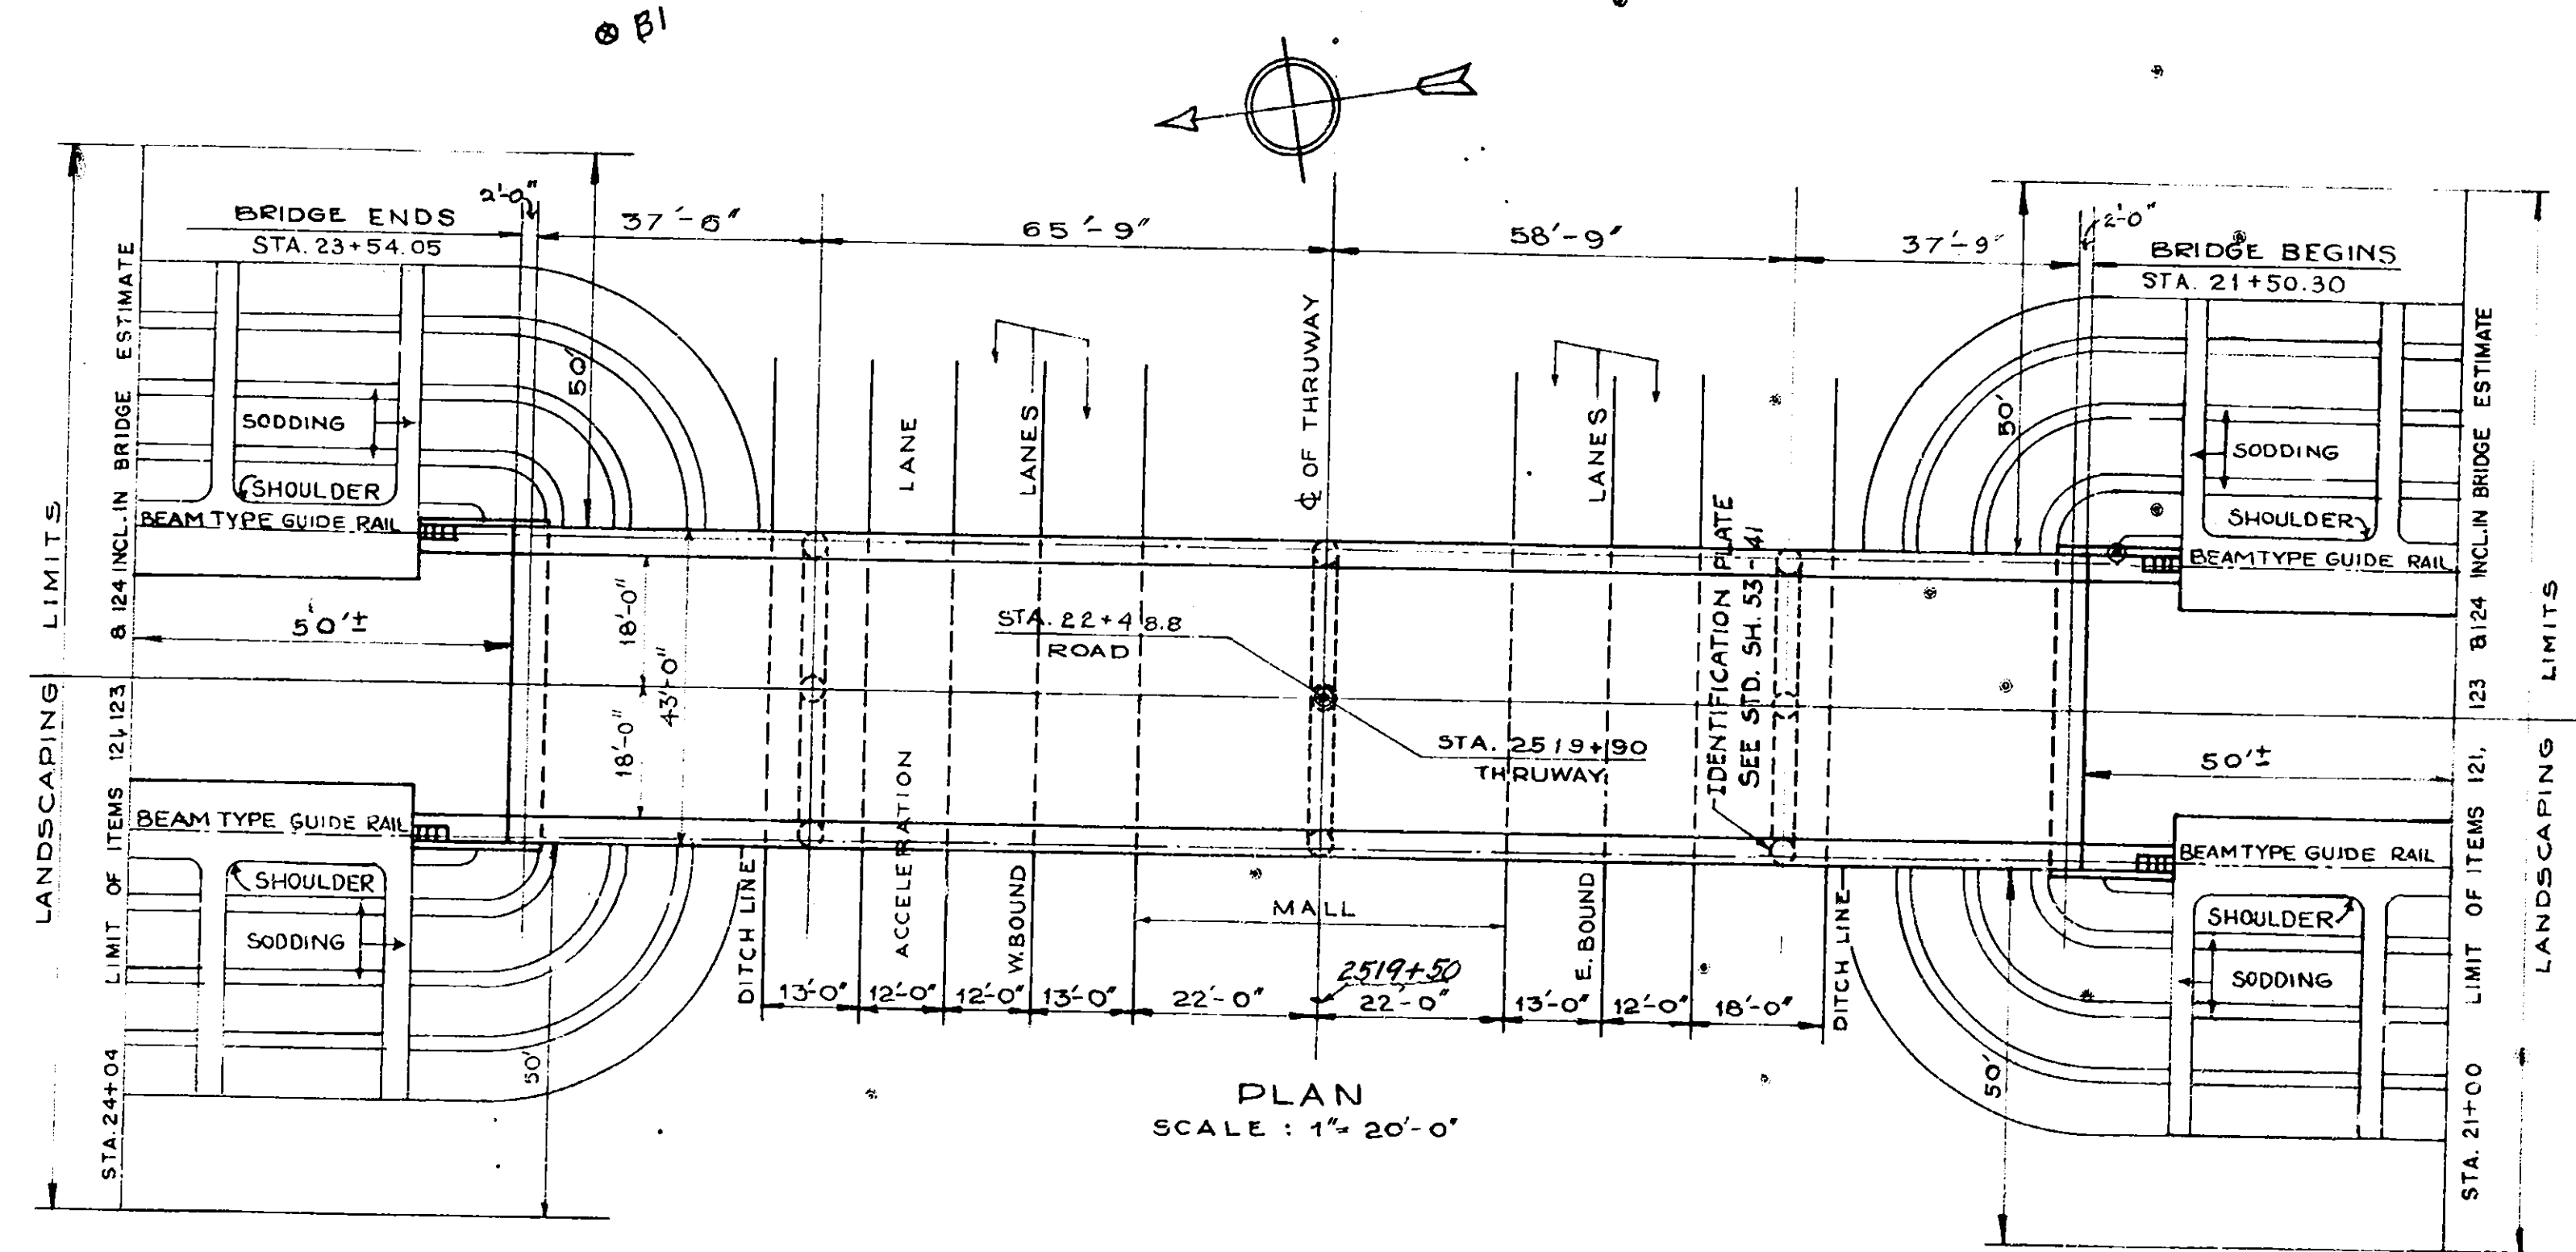 B1
BRIDGE ENDS
STA. 23+54.05
2'-0"
37'-6"
65'-9"
58'-9"
37'-9"
2'-0"
BRIDGE BEGINS
STA. 21+50.30
LANDSCAPING LIMITS
STA. 24+04 LIMIT OF ITEMS 121, 123 & 124 INCL. IN BRIDGE ESTIMATE
50'
SODDING
SHOULDER
BEAM TYPE GUIDE RAIL
50'±
18'-0"
18'-0"
43'-0"
BEAM TYPE GUIDE RAIL
SHOULDER
SODDING
50'
DITCH LINE
ACCELERATION LANE
W.BOUND LANES
℄ OF THRUWAY
STA. 22+48.8
ROAD
STA. 2519+90
THRUWAY
MALL
2519+50
E. BOUND LANES
IDENTIFICATION PLATE
SEE STD. SH. 53-41
DITCH LINE
13'-0"
12'-0"
12'-0"
13'-0"
22'-0"
22'-0"
13'-0"
12'-0"
18'-0"
50'
SODDING
SHOULDER
BEAM TYPE GUIDE RAIL
50'±
BEAM TYPE GUIDE RAIL
SHOULDER
SODDING
50'
STA. 21+00 LIMIT OF ITEMS 121, 123 & 124 INCL. IN BRIDGE ESTIMATE
LANDSCAPING LIMITS
PLAN
SCALE : 1"= 20'-0"